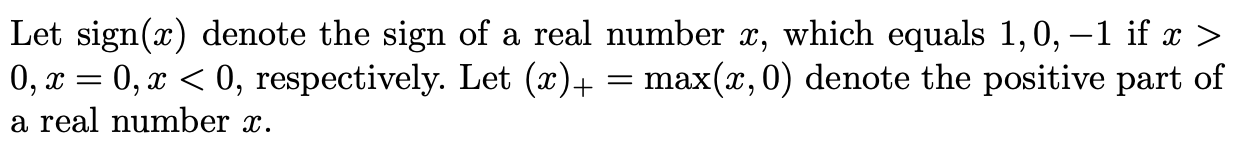 Let sign(x) denote the sign of a real number x, which equals 1, 0, −1 if x >
0, x = 0, x < 0, respectively. Let (x)₊ = max(x, 0) denote the positive part of
a real number x.